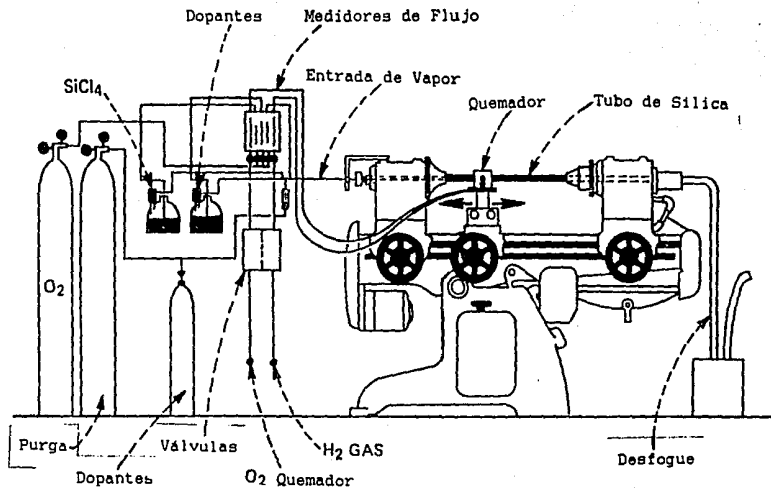 Dopantes
Medidores de Flujo
SiCl4
Entrada de Vapor
Quemador
Tubo de Sílica
O2
Purga
Dopantes
Válvulas
O2 Quemador
H2 GAS
Desfogue